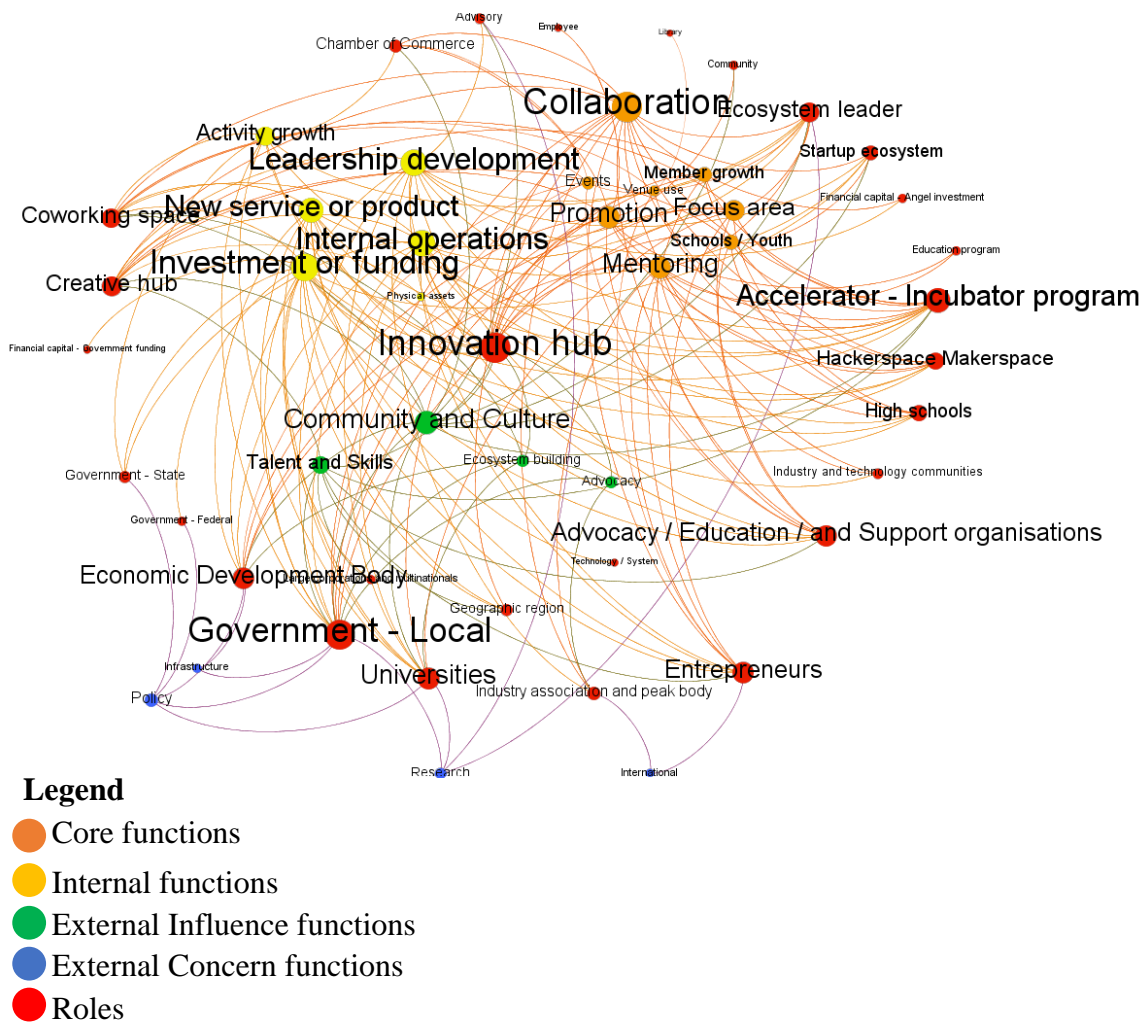 Advisory
Employee
Library
Chamber of Commerce
Community
Collaboration
Ecosystem leader
Activity growth
Leadership development
Startup ecosystem
Member growth
Events
Venue use
Financial capital - Angel investment
New service or product
Coworking space
Promotion
Focus area
Internal operations
Schools / Youth
Education program
Investment or funding
Mentoring
Creative hub
Physical assets
Accelerator - Incubator program
Innovation hub
Financial capital - Government funding
Hackerspace Makerspace
High schools
Community and Culture
Talent and Skills
Ecosystem building
Government - State
Advocacy
Industry and technology communities
Government - Federal
Advocacy / Education / and Support organisations
Technology / System
Economic Development Body
Large corporations and multinationals
Geographic region
Government - Local
Infrastructure
Universities
Entrepreneurs
Policy
Industry association and peak body
Research
International
Legend
Core functions
Internal functions
External Influence functions
External Concern functions
Roles